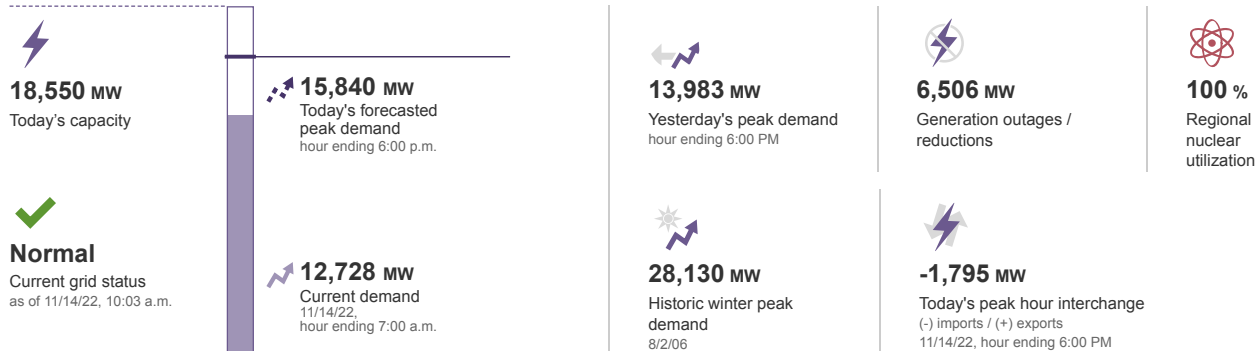 18,550 MW
Today's capacity
Normal
Current grid status
as of 11/14/22, 10:03 a.m.
15,840 MW
Today's forecasted
peak demand
hour ending 6:00 p.m.
12,728 MW
Current demand
11/14/22,
hour ending 7:00 a.m.
13,983 MW
Yesterday's peak demand
hour ending 6:00 PM
6,506 MW
Generation outages /
reductions
100 %
Regional
nuclear
utilization
28,130 MW
Historic winter peak
demand
8/2/06
-1,795 MW
Today's peak hour interchange
(-) imports / (+) exports
11/14/22, hour ending 6:00 PM